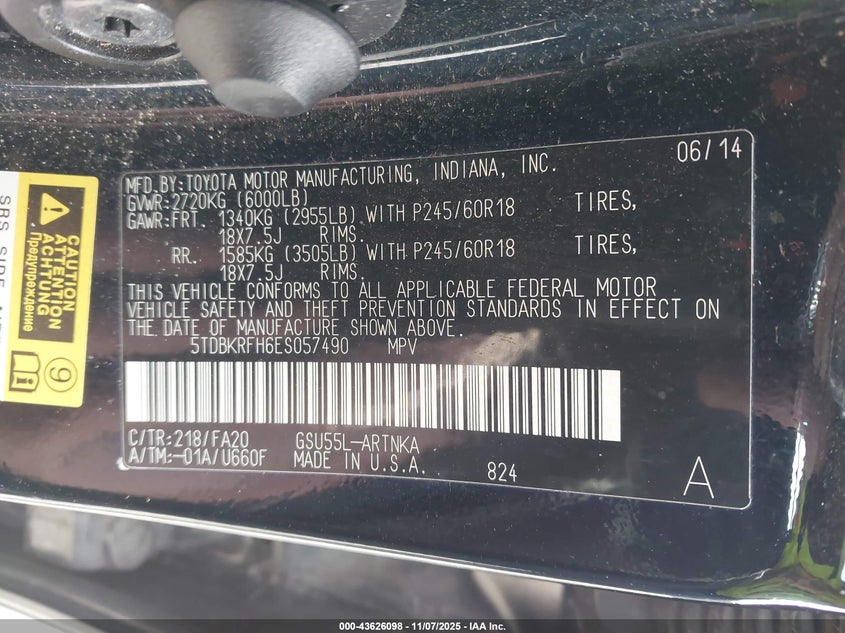 06/14
MFD.BY:TOYOTA MOTOR MANUFACTURING, INDIANA, INC.
GVWR:2720KG (6000LB)
GAWR:FRT. 1340KG (2955LB) WITH P245/60R18 TIRES,
18X7.5J RIMS.
RR. 1585KG (3505LB) WITH P245/60R18 TIRES,
18X7.5J RIMS.
THIS VEHICLE CONFORMS TO ALL APPLICABLE FEDERAL MOTOR
VEHICLE SAFETY AND THEFT PREVENTION STANDARDS IN EFFECT ON
THE DATE OF MANUFACTURE SHOWN ABOVE.
5TDBKRFH6ES057490 MPV
C/TR:218/FA20 GSU55L-ARTNKA
A/TM:-01A/U660F MADE IN U.S.A. 824
A
CAUTION
ATTENTION
ACHTUNG
Предупреждение
9
SRS SIDE
000-43626098 - 11/07/2025 - IAA Inc.